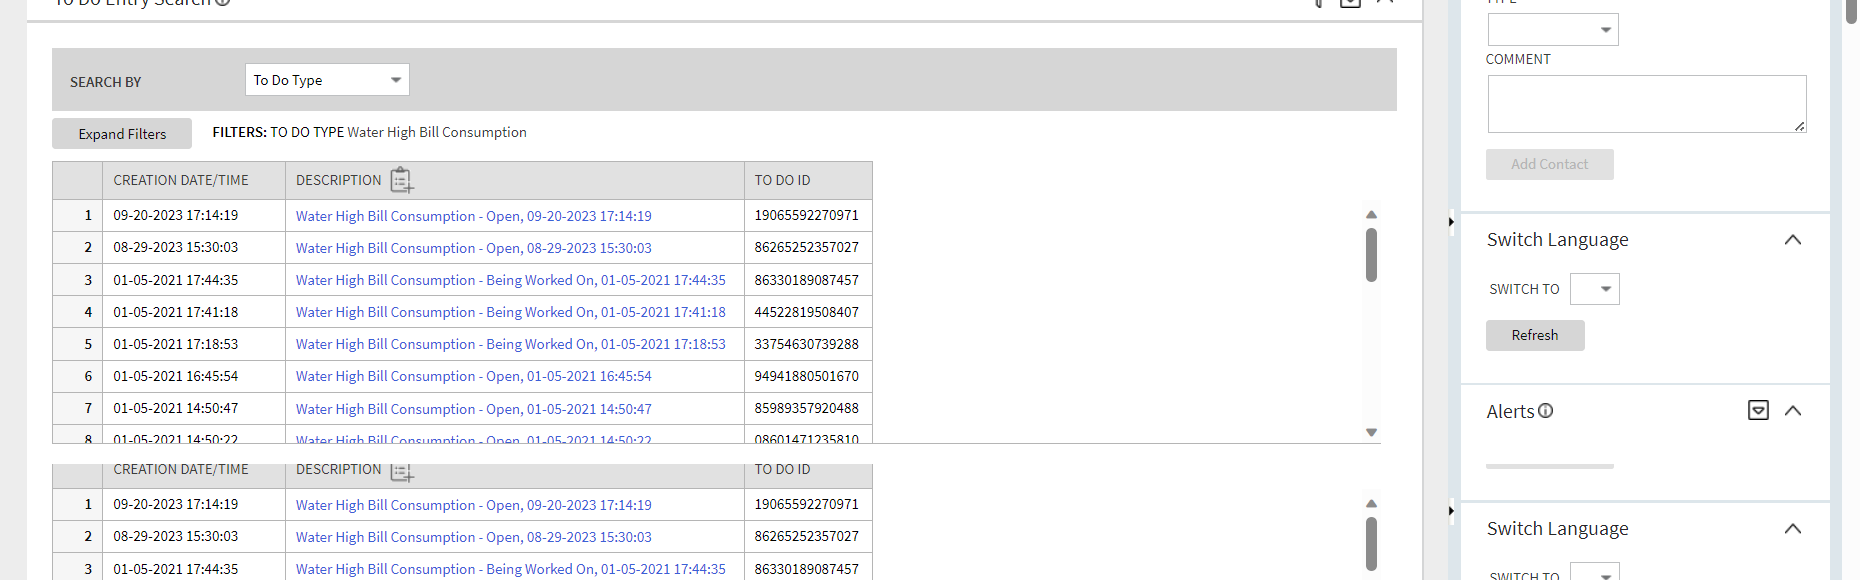 To Do Entry Search
TYPE
COMMENT
SEARCH BY
To Do Type
Expand Filters
FILTERS: TO DO TYPE Water High Bill Consumption
Add Contact
CREATION DATE/TIME DESCRIPTION TO DO ID
1 09-20-2023 17:14:19 Water High Bill Consumption - Open, 09-20-2023 17:14:19 19065592270971
2 08-29-2023 15:30:03 Water High Bill Consumption - Open, 08-29-2023 15:30:03 86265252357027
3 01-05-2021 17:44:35 Water High Bill Consumption - Being Worked On, 01-05-2021 17:44:35 86330189087457
4 01-05-2021 17:41:18 Water High Bill Consumption - Being Worked On, 01-05-2021 17:41:18 44522819508407
5 01-05-2021 17:18:53 Water High Bill Consumption - Being Worked On, 01-05-2021 17:18:53 33754630739288
6 01-05-2021 16:45:54 Water High Bill Consumption - Open, 01-05-2021 16:45:54 94941880501670
7 01-05-2021 14:50:47 Water High Bill Consumption - Open, 01-05-2021 14:50:47 85989357920488
8 01-05-2021 14:50:22 Water High Bill Consumption - Open, 01-05-2021 14:50:22 08601471235810
Switch Language
SWITCH TO
Refresh
Alerts
CREATION DATE/TIME DESCRIPTION TO DO ID
1 09-20-2023 17:14:19 Water High Bill Consumption - Open, 09-20-2023 17:14:19 19065592270971
2 08-29-2023 15:30:03 Water High Bill Consumption - Open, 08-29-2023 15:30:03 86265252357027
3 01-05-2021 17:44:35 Water High Bill Consumption - Being Worked On, 01-05-2021 17:44:35 86330189087457
Switch Language
SWITCH TO